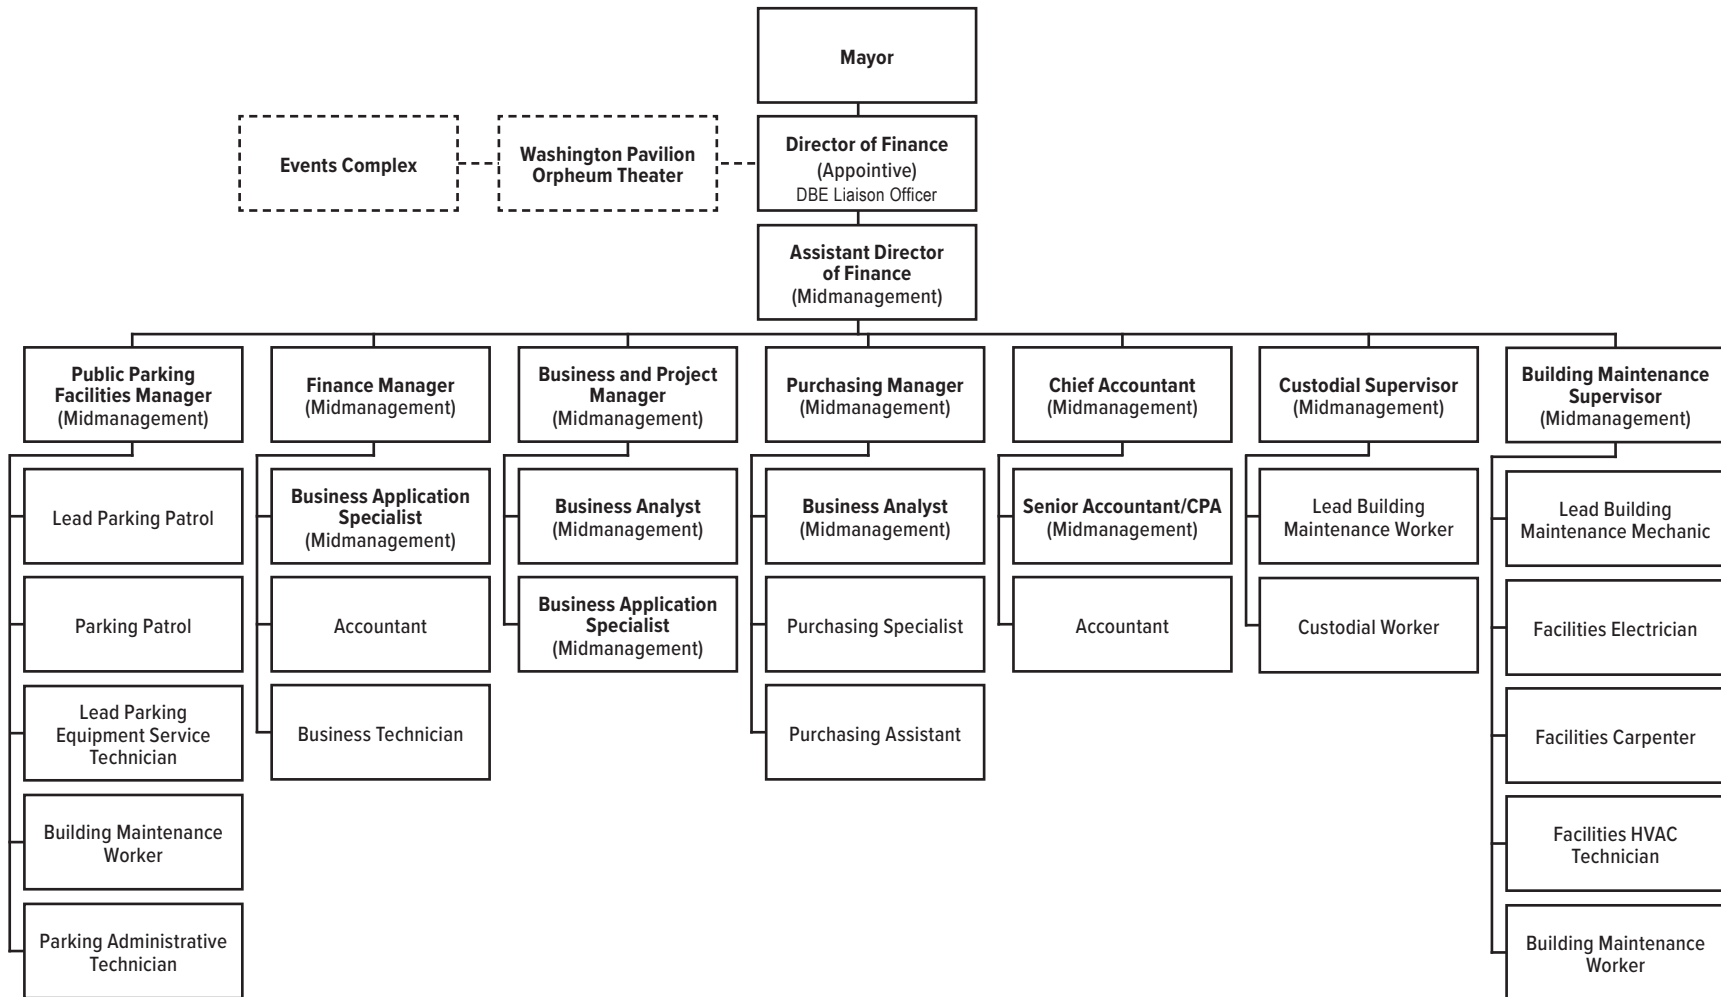 Mayor
Events Complex
Washington Pavilion
Orpheum Theater
Director of Finance
(Appointive)
DBE Liaison Officer
Assistant Director
of Finance
(Midmanagement)
Public Parking
Facilities Manager
(Midmanagement)
Finance Manager
(Midmanagement)
Business and Project
Manager
(Midmanagement)
Purchasing Manager
(Midmanagement)
Chief Accountant
(Midmanagement)
Custodial Supervisor
(Midmanagement)
Building Maintenance
Supervisor
(Midmanagement)
Lead Parking Patrol
Parking Patrol
Lead Parking
Equipment Service
Technician
Building Maintenance
Worker
Parking Administrative
Technician
Business Application
Specialist
(Midmanagement)
Accountant
Business Technician
Business Analyst
(Midmanagement)
Business Application
Specialist
(Midmanagement)
Business Analyst
(Midmanagement)
Purchasing Specialist
Purchasing Assistant
Senior Accountant/CPA
(Midmanagement)
Accountant
Lead Building
Maintenance Worker
Custodial Worker
Lead Building
Maintenance Mechanic
Facilities Electrician
Facilities Carpenter
Facilities HVAC
Technician
Building Maintenance
Worker